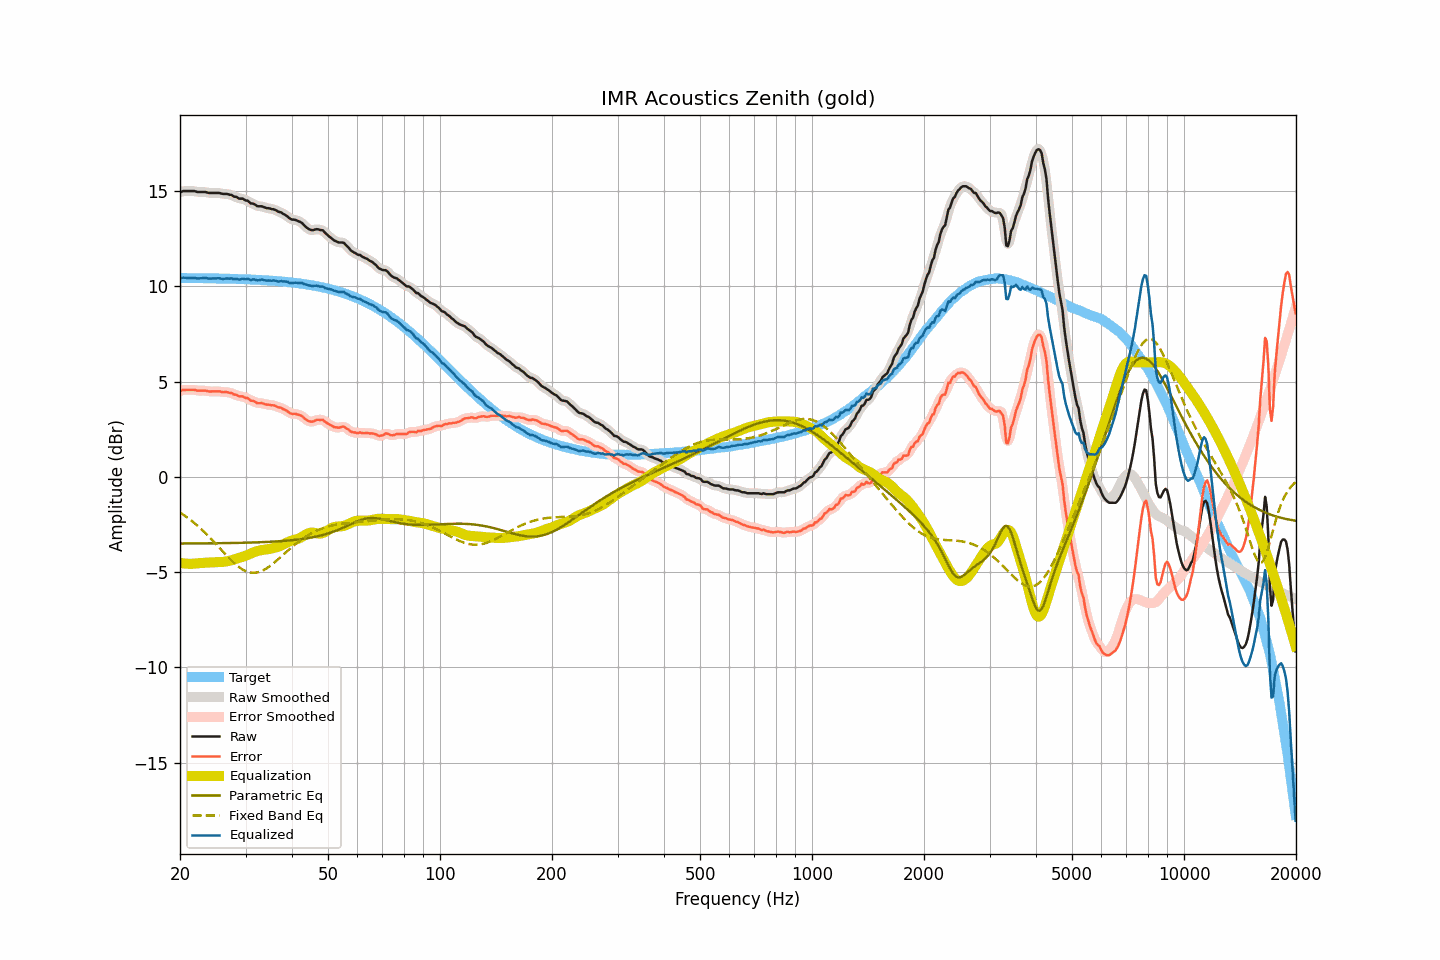 IMR Acoustics Zenith (gold)
Amplitude (dBr)
15
10
5
0
−5
−10
−15
Target
Raw Smoothed
Error Smoothed
Raw
Error
Equalization
Parametric Eq
Fixed Band Eq
Equalized
20 50 100 200 500 1000 2000 5000 10000 20000
Frequency (Hz)